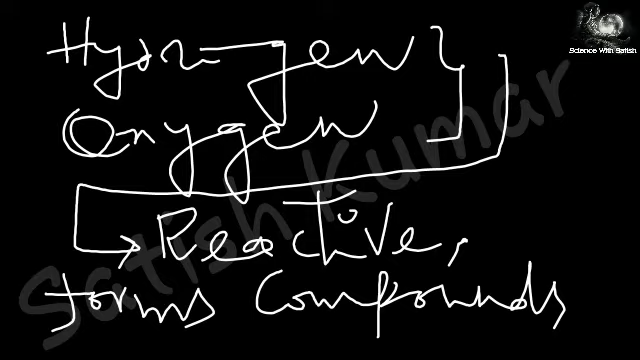 Hydrogen
Oxygen
Reactive,
forms Compounds
Science With Satish
Satish Kumar